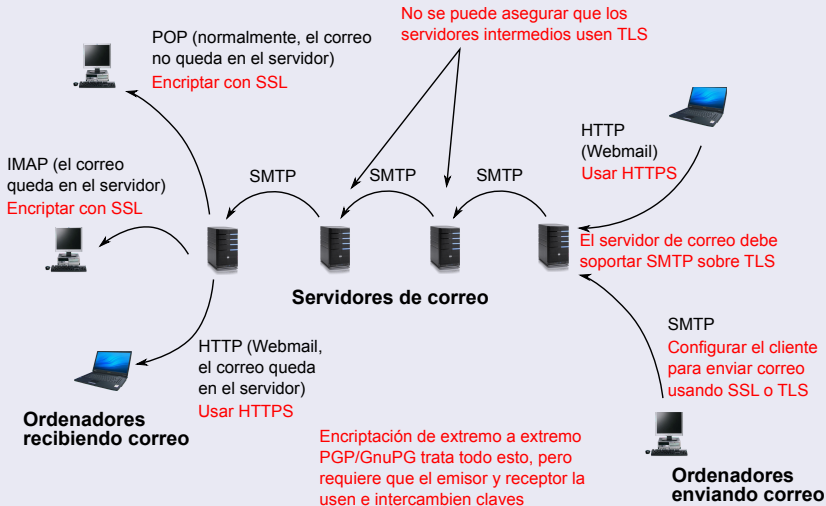 No se puede asegurar que los
servidores intermedios usen TLS
POP (normalmente, el correo
no queda en el servidor)
Encriptar con SSL
HTTP
(Webmail)
Usar HTTPS
IMAP (el correo
queda en el servidor)
Encriptar con SSL
SMTP
SMTP
SMTP
El servidor de correo debe
soportar SMTP sobre TLS
Servidores de correo
SMTP
Configurar el cliente
para enviar correo
usando SSL o TLS
HTTP (Webmail,
el correo queda
en el servidor)
Usar HTTPS
Ordenadores
recibiendo correo
Encriptación de extremo a extremo
PGP/GnuPG trata todo esto, pero
requiere que el emisor y receptor la
usen e intercambien claves
Ordenadores
enviando correo